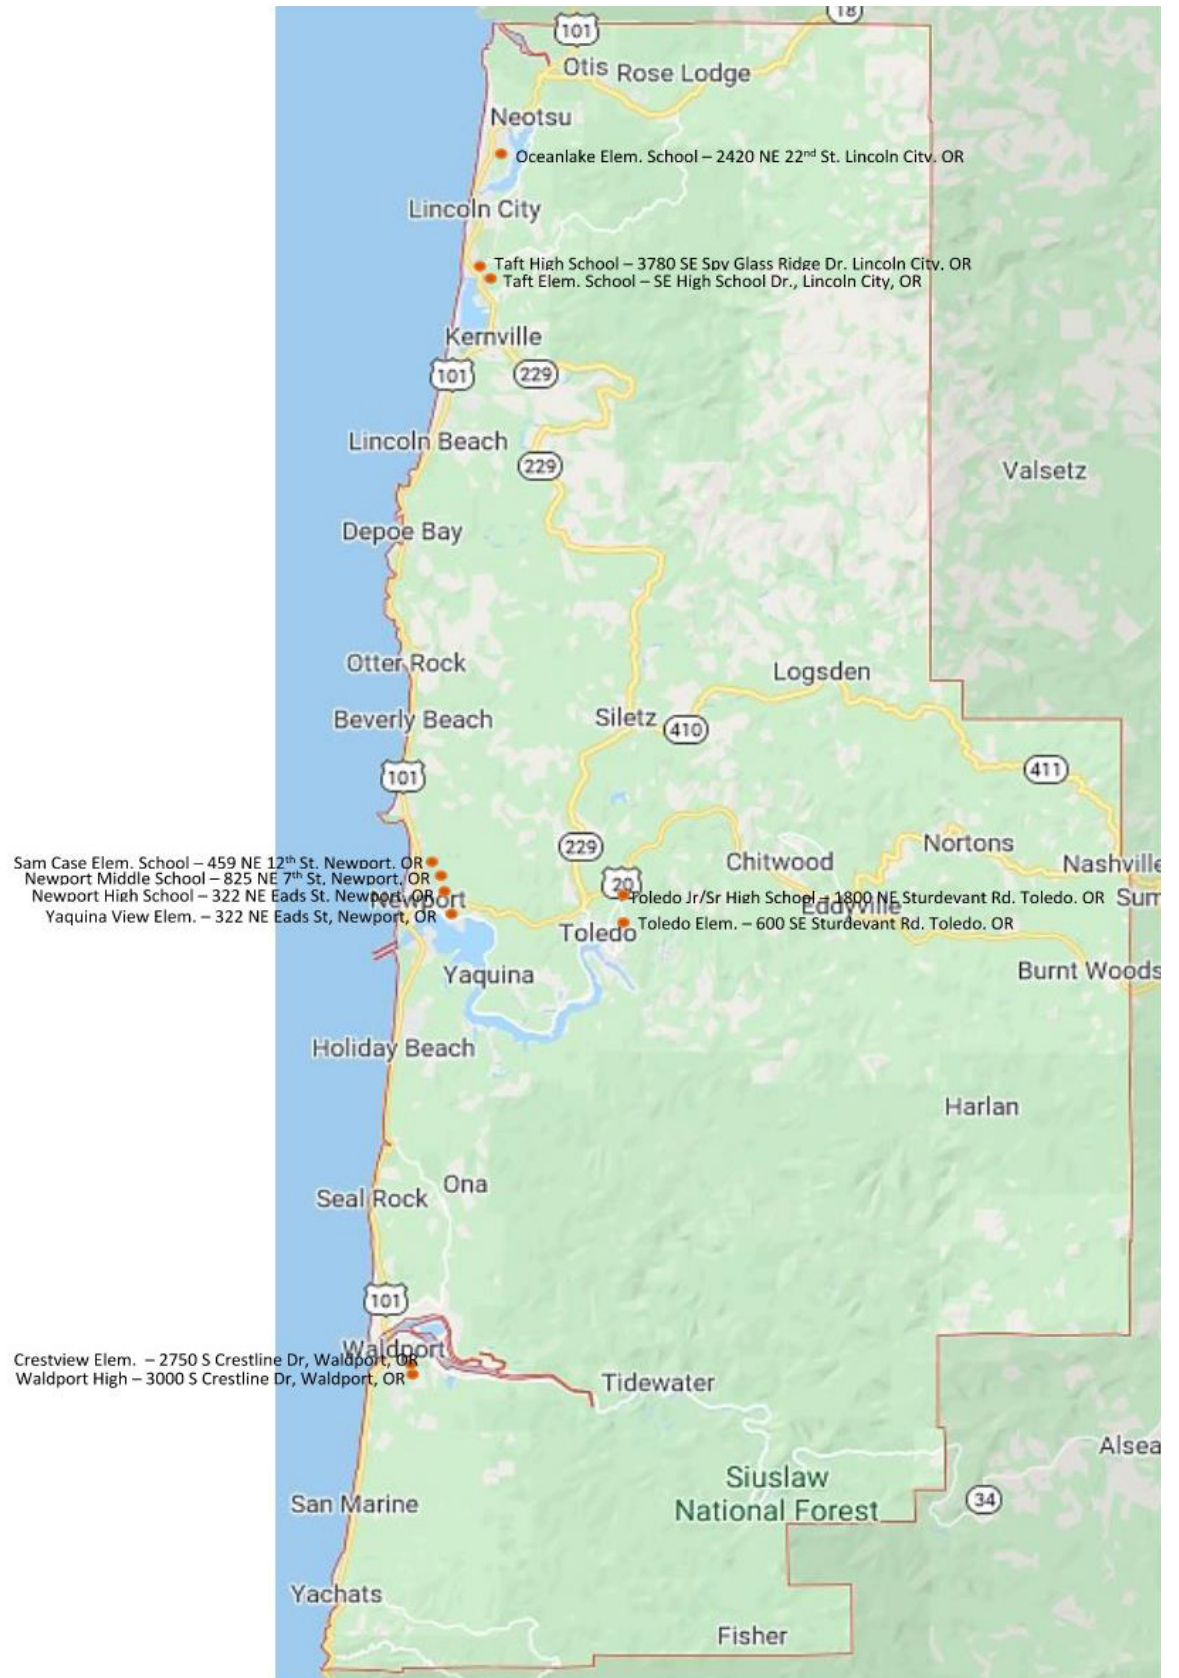 18
101
Otis
Rose Lodge
Neotsu
Oceanlake Elem. School – 2420 NE 22nd St. Lincoln City. OR
Lincoln City
Taft High School – 3780 SE Spy Glass Ridge Dr. Lincoln City. OR
Taft Elem. School – SE High School Dr., Lincoln City, OR
Kernville
101
229
Lincoln Beach
229
Valsetz
Depoe Bay
Otter Rock
Logsden
Beverly Beach
Siletz
410
101
411
229
Nortons
Chitwood
Nashville
Sam Case Elem. School – 459 NE 12th St. Newport. OR
Newport Middle School – 825 NE 7th St, Newport, OR
20
Newport High School – 322 NE Eads St. Newport. OR
Newport
Toledo Jr/Sr High School – 1800 NE Sturdevant Rd. Toledo. OR
Sum
Eddyville
Yaquina View Elem. – 322 NE Eads St, Newport, OR
Toledo Elem. – 600 SE Sturdevant Rd. Toledo. OR
Toledo
Yaquina
Burnt Woods
Holiday Beach
Harlan
Ona
Seal Rock
101
Waldport
Crestview Elem. – 2750 S Crestline Dr, Waldport, OR
Waldport High – 3000 S Crestline Dr, Waldport, OR
Tidewater
Alsea
Siuslaw
National Forest
34
San Marine
Yachats
Fisher